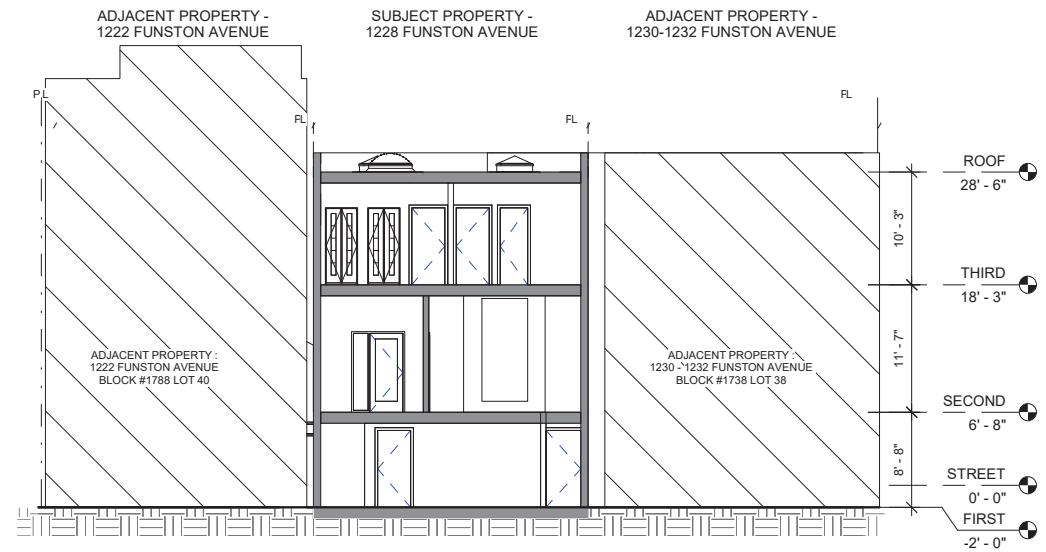 ADJACENT PROPERTY -
1222 FUNSTON AVENUE
SUBJECT PROPERTY -
1228 FUNSTON AVENUE
ADJACENT PROPERTY -
1230-1232 FUNSTON AVENUE
P L
FL
FL
FL
ROOF
28' - 6"
10' - 3"
THIRD
18' - 3"
11' - 7"
ADJACENT PROPERTY :
1222 FUNSTON AVENUE
BLOCK #1788 LOT 40
ADJACENT PROPERTY :
1230 - 1232 FUNSTON AVENUE
BLOCK #1738 LOT 38
SECOND
6' - 8"
8' - 8"
STREET
0' - 0"
FIRST
-2' - 0"